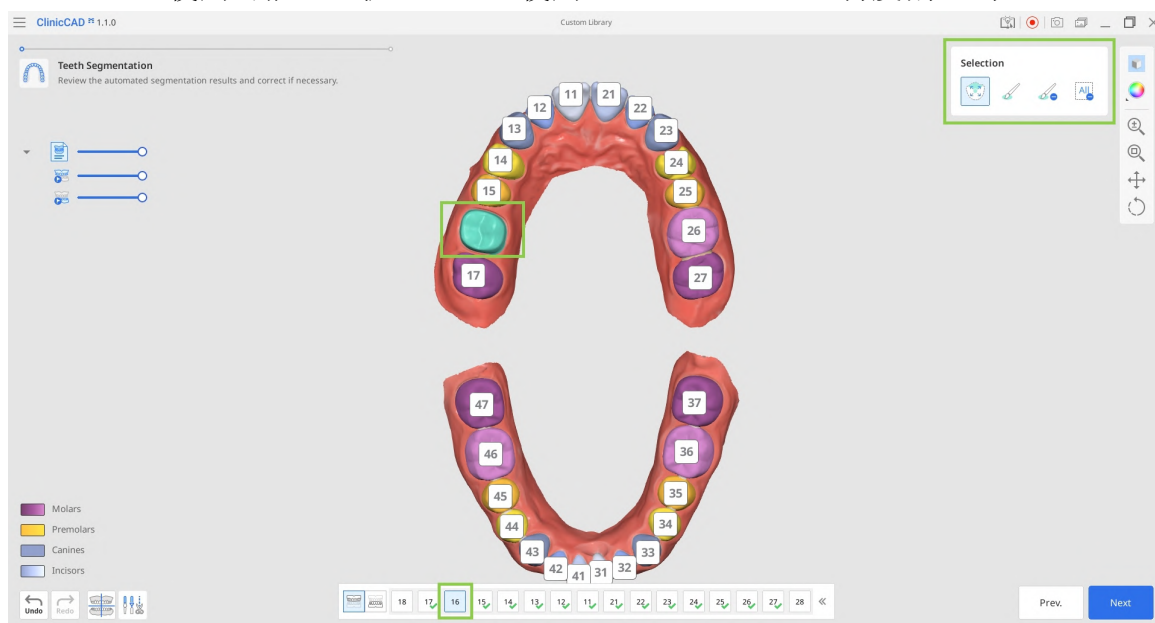 ClinicCAD 1.1.0
Custom Library
Teeth Segmentation
Review the automated segmentation results and correct if necessary.
Selection
All
11 21
12 22
13 23
14 24
15 25
26
17 27
47 37
46 36
45 35
44 34
43 33
42 41 31 32
Molars
Premolars
Canines
Incisors
Undo Redo
18 17 16 15 14 13 12 11 21 22 23 24 25 26 27 28
Prev. Next